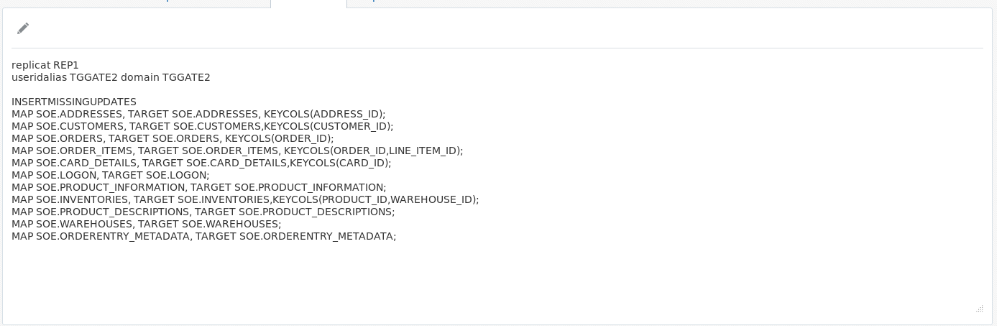 replicat REP1
useridalias TGGATE2 domain TGGATE2
INSERTMISSINGUPDATES
MAP SOE.ADDRESSES, TARGET SOE.ADDRESSES, KEYCOLS(ADDRESS_ID);
MAP SOE.CUSTOMERS, TARGET SOE.CUSTOMERS,KEYCOLS(CUSTOMER_ID);
MAP SOE.ORDERS, TARGET SOE.ORDERS, KEYCOLS(ORDER_ID);
MAP SOE.ORDER_ITEMS, TARGET SOE.ORDER_ITEMS, KEYCOLS(ORDER_ID,LINE_ITEM_ID);
MAP SOE.CARD_DETAILS, TARGET SOE.CARD_DETAILS,KEYCOLS(CARD_ID);
MAP SOE.LOGON, TARGET SOE.LOGON;
MAP SOE.PRODUCT_INFORMATION, TARGET SOE.PRODUCT_INFORMATION;
MAP SOE.INVENTORIES, TARGET SOE.INVENTORIES,KEYCOLS(PRODUCT_ID,WAREHOUSE_ID);
MAP SOE.PRODUCT_DESCRIPTIONS, TARGET SOE.PRODUCT_DESCRIPTIONS;
MAP SOE.WAREHOUSES, TARGET SOE.WAREHOUSES;
MAP SOE.ORDERENTRY_METADATA, TARGET SOE.ORDERENTRY_METADATA;